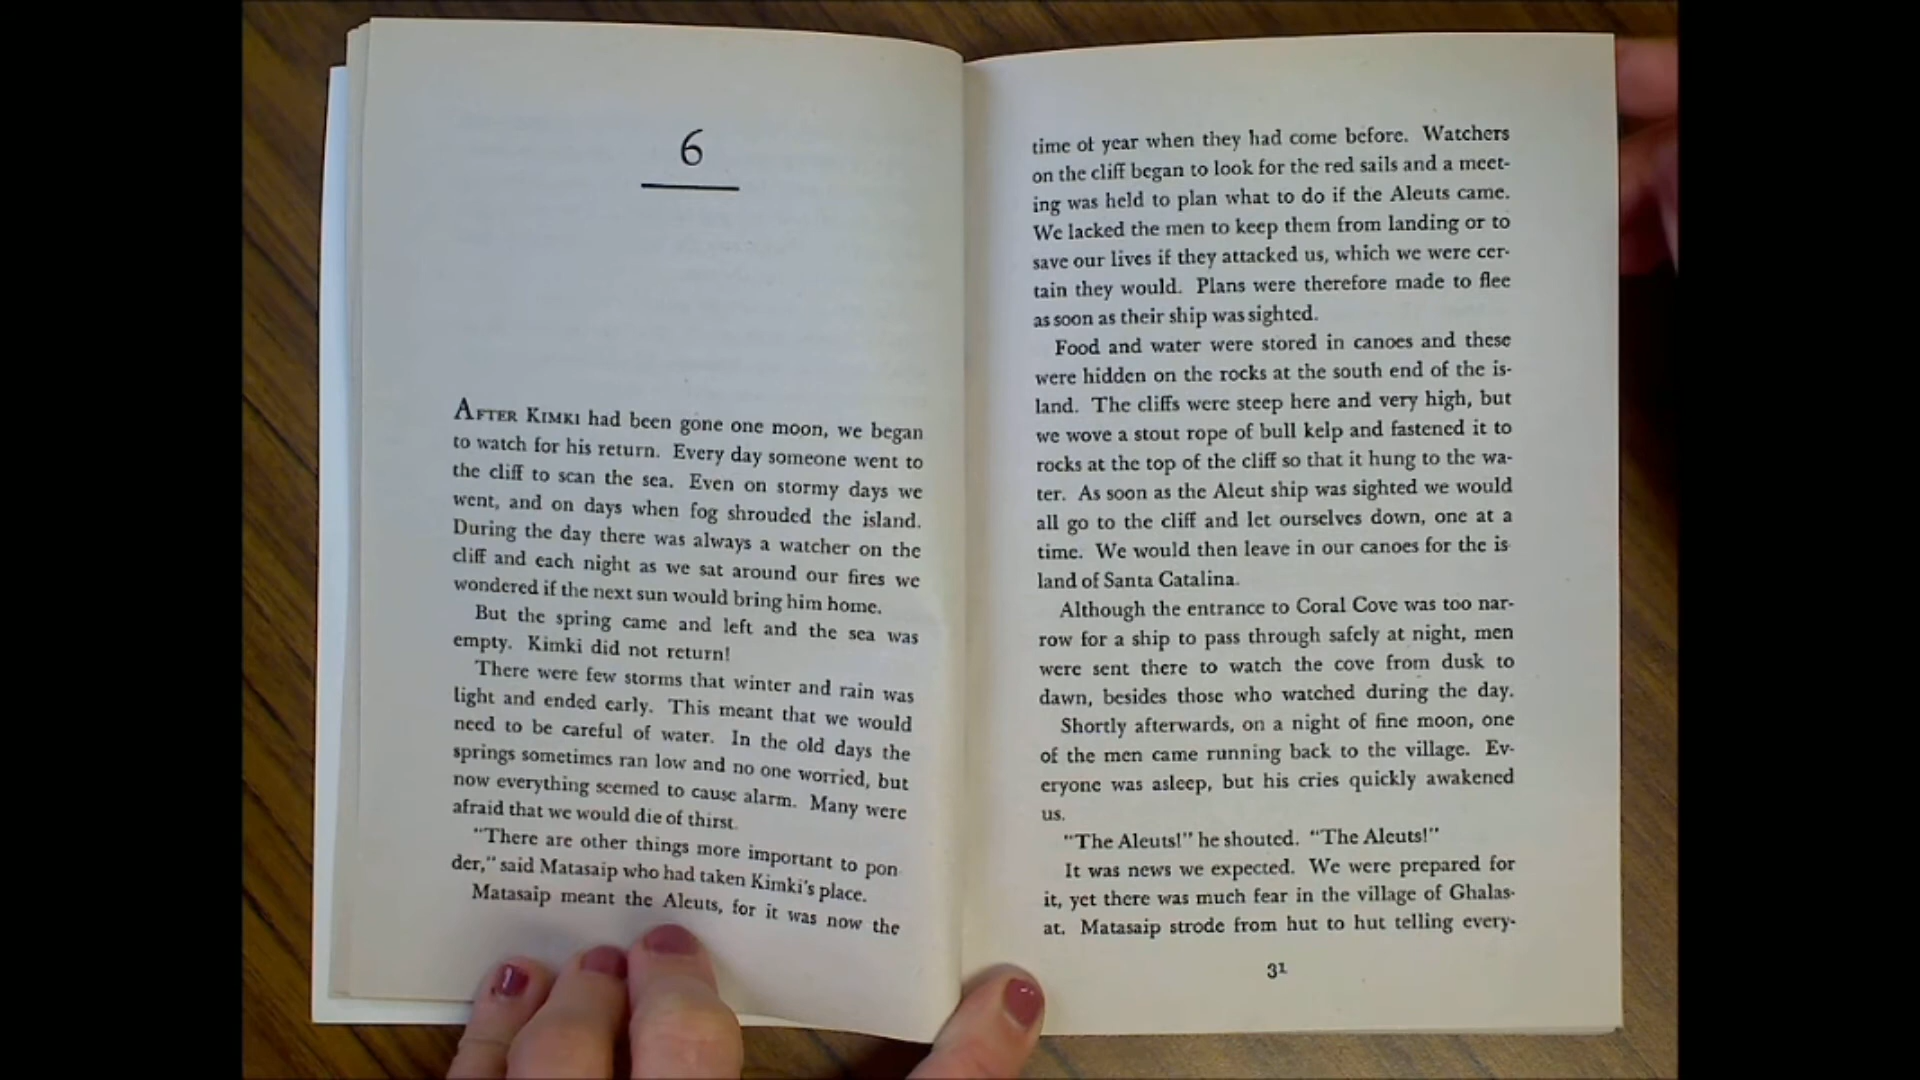 6
AFTER KIMKI had been gone one moon, we began
to watch for his return. Every day someone went to
the cliff to scan the sea. Even on stormy days we
went, and on days when fog shrouded the island.
During the day there was always a watcher on the
cliff and each night as we sat around our fires we
wondered if the next sun would bring him home.
But the spring came and left and the sea was
empty. Kimki did not return!
There were few storms that winter and rain was
light and ended early. This meant that we would
need to be careful of water. In the old days the
springs sometimes ran low and no one worried, but
now everything seemed to cause alarm. Many were
afraid that we would die of thirst.
"There are other things more important to pon
der," said Matasaip who had taken Kimki's place.
Matasaip meant the Aleuts, for it was now the
time of year when they had come before. Watchers
on the cliff began to look for the red sails and a meet-
ing was held to plan what to do if the Aleuts came.
We lacked the men to keep them from landing or to
save our lives if they attacked us, which we were cer-
tain they would. Plans were therefore made to flee
as soon as their ship was sighted.
Food and water were stored in canoes and these
were hidden on the rocks at the south end of the is-
land. The cliffs were steep here and very high, but
we wove a stout rope of bull kelp and fastened it to
rocks at the top of the cliff so that it hung to the wa-
ter. As soon as the Aleut ship was sighted we would
all go to the cliff and let ourselves down, one at a
time. We would then leave in our canoes for the is
land of Santa Catalina.
Although the entrance to Coral Cove was too nar-
row for a ship to pass through safely at night, men
were sent there to watch the cove from dusk to
dawn, besides those who watched during the day.
Shortly afterwards, on a night of fine moon, one
of the men came running back to the village. Ev-
eryone was asleep, but his cries quickly awakened
us.
"The Aleuts!" he shouted. "The Aleuts!"
It was news we expected. We were prepared for
it, yet there was much fear in the village of Ghalas-
at. Matasaip strode from hut to hut telling every-
31